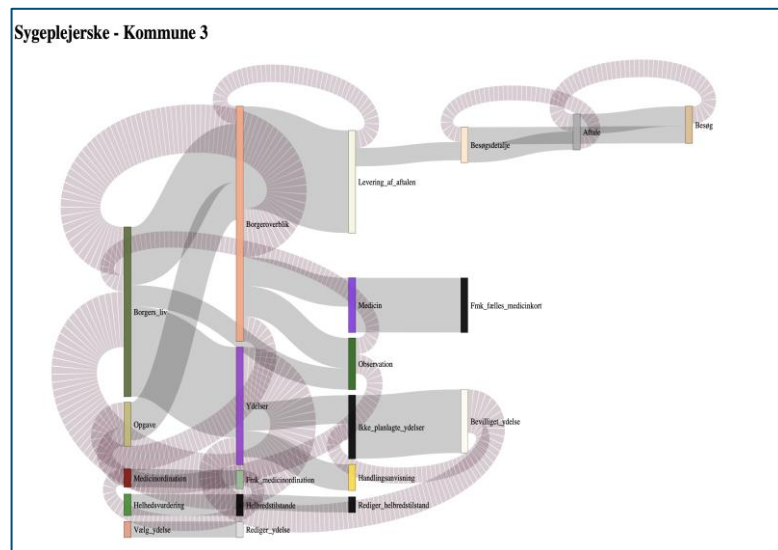 Sygeplejerske - Kommune 3
Besøg
Aftale
Besøgsdetalje
Levering_af_aftalen
Borgeroverblik
Medicin
Fmk_fælles_medicinkort
Borgers_liv
Observation
Ydelser
Bevilliget_ydelse
Opgave
Ikke_planlagte_ydelser
Medicinordination
Fmk_medicinordination
Handlingsanvisning
Helhedsvurdering
Helbredstilstande
Rediger_helbredstilstand
Vælg_ydelse
Rediger_ydelse